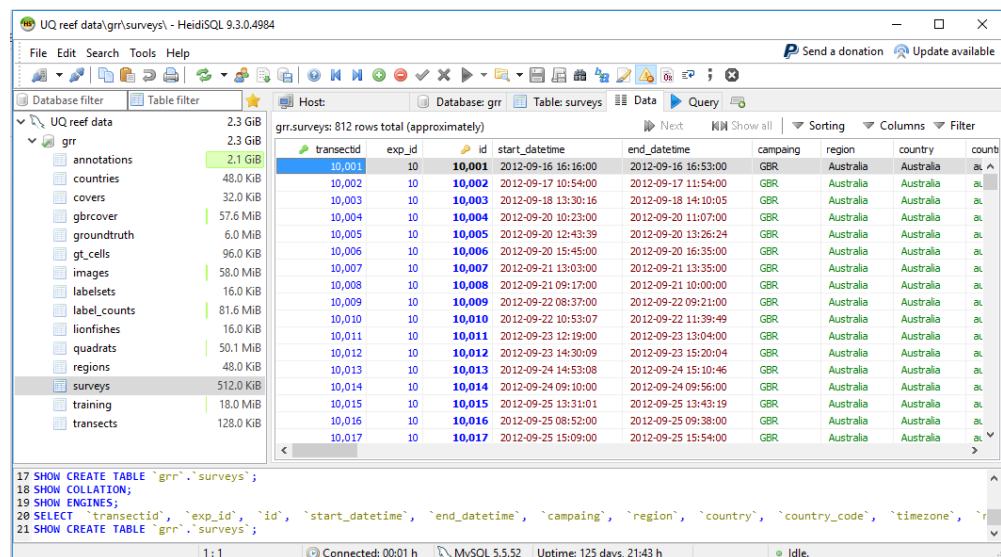 UQ reef data\grr\surveys\ - HeidiSQL 9.3.0.4984
File Edit Search Tools Help
Send a donation Update available
Database filter Table filter
Host: Database: grr Table: surveys Data Query
UQ reef data 2.3 GiB
grr 2.3 GiB
annotations 2.1 GiB
countries 48.0 KiB
covers 32.0 KiB
gbrcover 57.6 MiB
groundtruth 6.0 MiB
gt_cells 96.0 KiB
images 58.0 MiB
labelsets 16.0 KiB
label_counts 81.6 MiB
lionfishes 16.0 KiB
quadrats 50.1 MiB
regions 48.0 KiB
surveys 512.0 KiB
training 18.0 MiB
transects 128.0 KiB
grr.surveys: 812 rows total (approximately) Next Show all Sorting Columns Filter
transectid exp_id id start_datetime end_datetime campaing region country count
10,001 10 10,001 2012-09-16 16:16:00 2012-09-16 16:53:00 GBR Australia Australia au
10,002 10 10,002 2012-09-17 10:54:00 2012-09-17 11:54:00 GBR Australia Australia au
10,003 10 10,003 2012-09-18 13:30:16 2012-09-18 14:10:05 GBR Australia Australia au
10,004 10 10,004 2012-09-20 10:23:00 2012-09-20 11:07:00 GBR Australia Australia au
10,005 10 10,005 2012-09-20 12:43:39 2012-09-20 13:26:24 GBR Australia Australia au
10,006 10 10,006 2012-09-20 15:45:00 2012-09-20 16:35:00 GBR Australia Australia au
10,007 10 10,007 2012-09-21 13:03:00 2012-09-21 13:35:00 GBR Australia Australia au
10,008 10 10,008 2012-09-21 09:17:00 2012-09-21 10:00:00 GBR Australia Australia au
10,009 10 10,009 2012-09-22 08:37:00 2012-09-22 09:21:00 GBR Australia Australia au
10,010 10 10,010 2012-09-22 10:53:07 2012-09-22 11:39:49 GBR Australia Australia au
10,011 10 10,011 2012-09-23 12:19:00 2012-09-23 13:04:00 GBR Australia Australia au
10,012 10 10,012 2012-09-23 14:30:09 2012-09-23 15:20:04 GBR Australia Australia au
10,013 10 10,013 2012-09-24 14:53:08 2012-09-24 15:10:46 GBR Australia Australia au
10,014 10 10,014 2012-09-24 09:10:00 2012-09-24 09:56:00 GBR Australia Australia au
10,015 10 10,015 2012-09-25 13:31:01 2012-09-25 13:43:19 GBR Australia Australia au
10,016 10 10,016 2012-09-25 08:52:00 2012-09-25 09:38:00 GBR Australia Australia au
10,017 10 10,017 2012-09-25 15:09:00 2012-09-25 15:54:00 GBR Australia Australia au
17 SHOW CREATE TABLE `grr`.`surveys`;
18 SHOW COLLATION;
19 SHOW ENGINES;
20 SELECT `transectid`, `exp_id`, `id`, `start_datetime`, `end_datetime`, `campaing`, `region`, `country`, `country_code`, `timezone`,
21 SHOW CREATE TABLE `grr`.`surveys`;
1 : 1 Connected: 00:01 h MySQL 5.5.52 Uptime: 125 days, 21:43 h Idle.